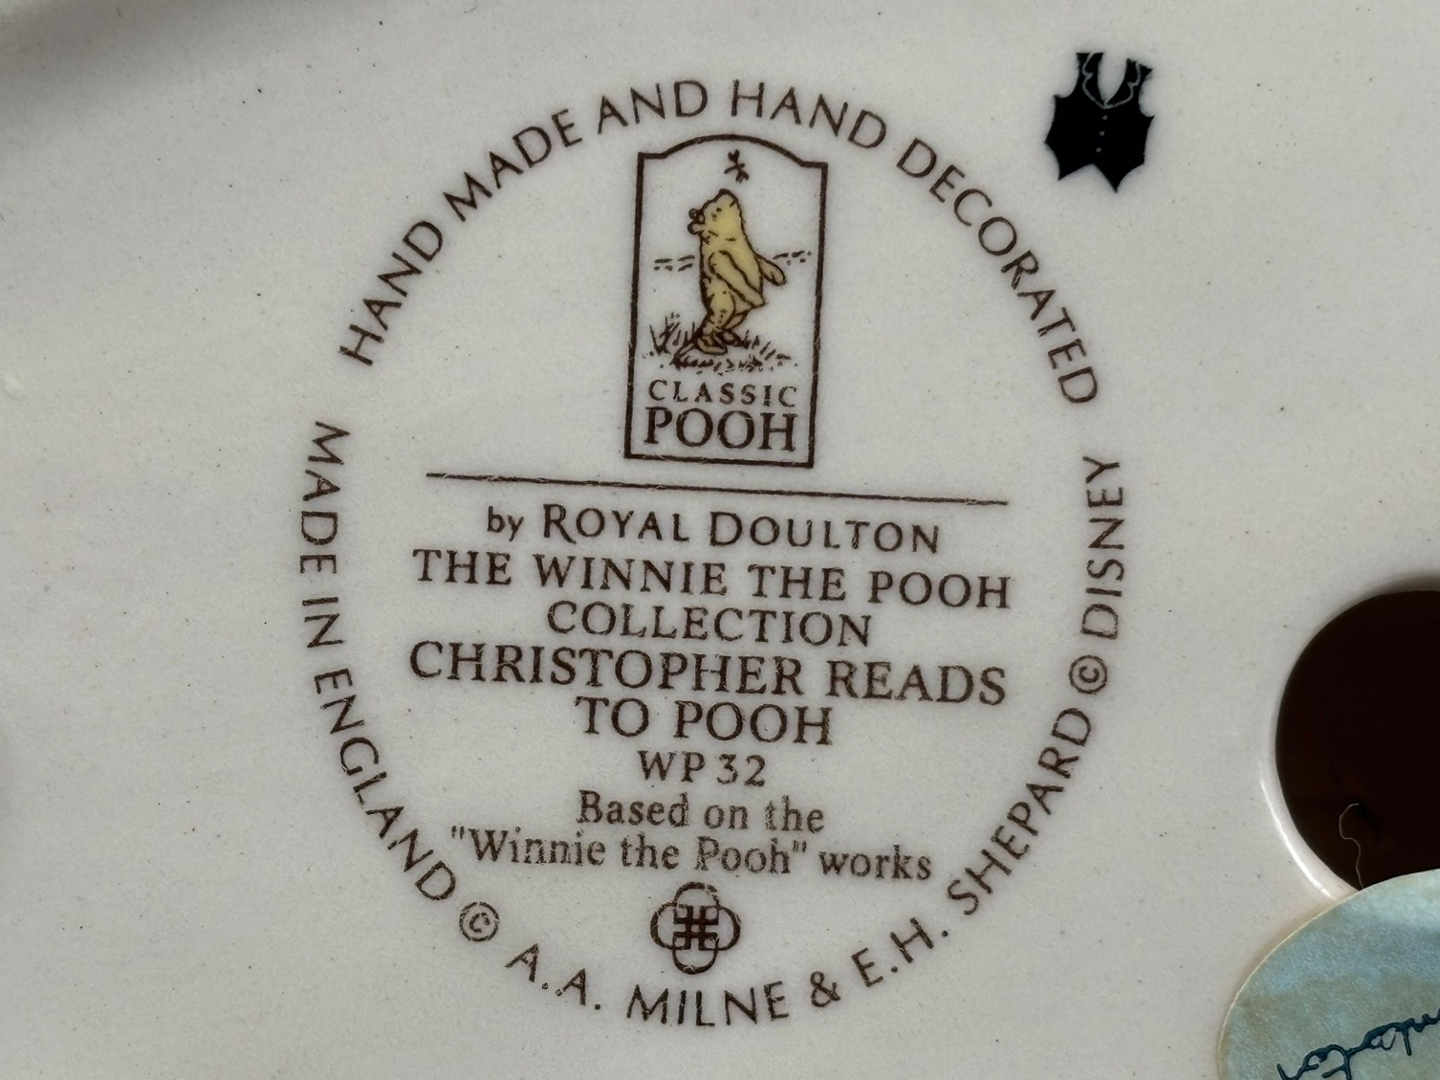 HAND MADE AND HAND DECORATED
CLASSIC
POOH
by ROYAL DOULTON
THE WINNIE THE POOH
COLLECTION
CHRISTOPHER READS
TO POOH
WP 32
Based on the
"Winnie the Pooh" works
MADE IN ENGLAND © A.A. MILNE & E.H. SHEPARD © DISNEY